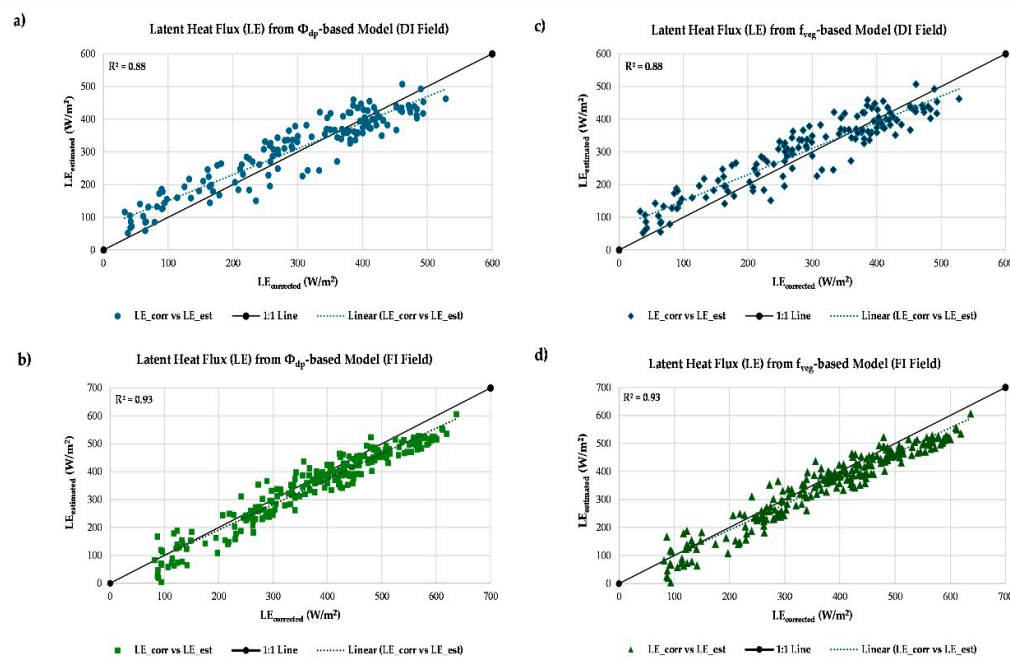 a)
Latent Heat Flux (LE) from Φdp-based Model (DI Field)
R² = 0.88
600
500
400
300
200
100
0
LEestimated (W/m²)
0 100 200 300 400 500 600
LEcorrected (W/m²)
LE_corr vs LE_est 1:1 Line Linear (LE_corr vs LE_est)
b)
Latent Heat Flux (LE) from Φdp-based Model (FI Field)
R² = 0.93
700
600
500
400
300
200
100
0
LEestimated (W/m²)
0 100 200 300 400 500 600 700
LEcorrected (W/m²)
LE_corr vs LE_est 1:1 Line Linear (LE_corr vs LE_est)
c)
Latent Heat Flux (LE) from fveg-based Model (DI Field)
R² = 0.88
600
500
400
300
200
100
0
LEestimated (W/m²)
0 100 200 300 400 500 600
LEcorrected (W/m²)
LE_corr vs LE_est 1:1 Line Linear (LE_corr vs LE_est)
d)
Latent Heat Flux (LE) from fveg-based Model (FI Field)
R² = 0.93
700
600
500
400
300
200
100
0
LEestimated (W/m²)
0 100 200 300 400 500 600 700
LEcorrected (W/m²)
LE_corr vs LE_est 1:1 Line Linear (LE_corr vs LE_est)